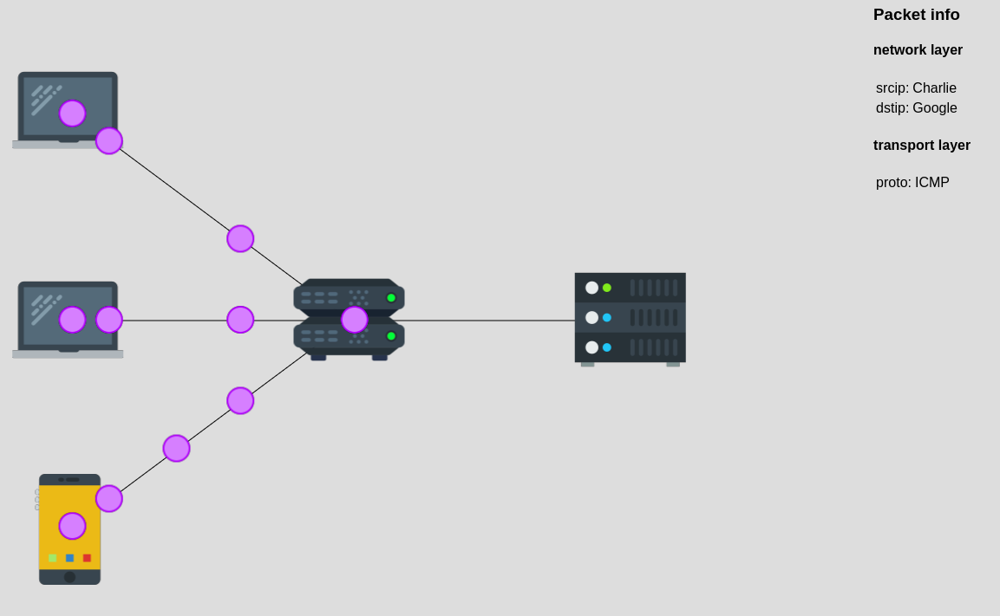 Packet info
network layer
srcip: Charlie
dstip: Google
transport layer
proto: ICMP